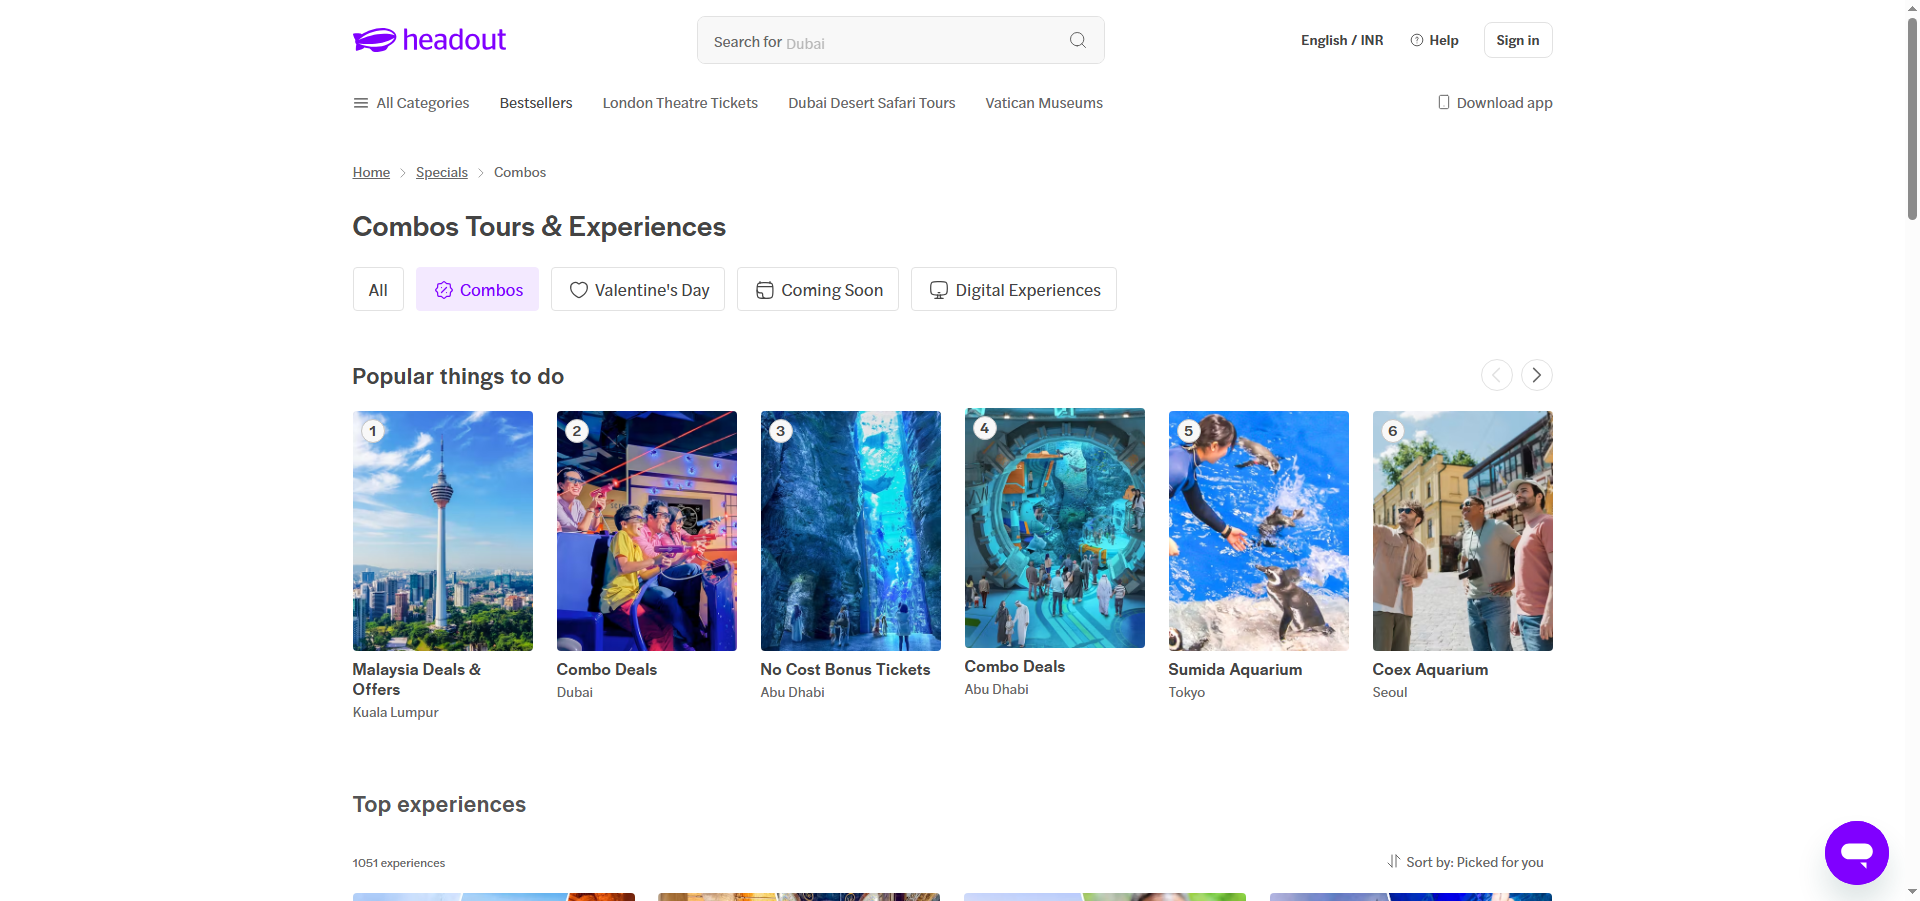 headout
Search for Dubai
English / INR
Help
Sign in
All Categories
Bestsellers
London Theatre Tickets
Dubai Desert Safari Tours
Vatican Museums
Download app
Home > Specials > Combos
Combos Tours & Experiences
All
Combos
Valentine's Day
Coming Soon
Digital Experiences
Popular things to do
1
Malaysia Deals &
Offers
Kuala Lumpur
2
Combo Deals
Dubai
3
No Cost Bonus Tickets
Abu Dhabi
4
Combo Deals
Abu Dhabi
5
Sumida Aquarium
Tokyo
6
Coex Aquarium
Seoul
Top experiences
1051 experiences
Sort by: Picked for you